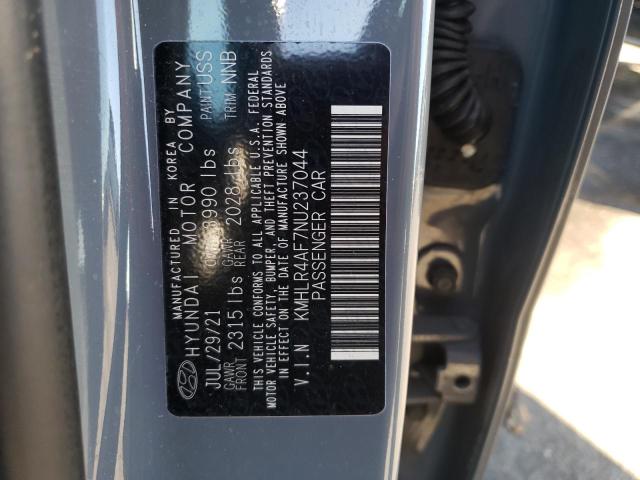 MANUFACTURED IN KOREA BY
HYUNDAI MOTOR COMPANY
JUL/29/21 3990 lbs PAINT USS
GAWR FRONT 2315 lbs GAWR REAR 2028 lbs TRIM NNB
THIS VEHICLE CONFORMS TO ALL APPLICABLE U.S.A. FEDERAL
MOTOR VEHICLE SAFETY, BUMPER, AND THEFT PREVENTION STANDARDS
IN EFFECT ON THE DATE OF MANUFACTURE SHOWN ABOVE
V.I.N KMHLR4AF7NU237044
PASSENGER CAR